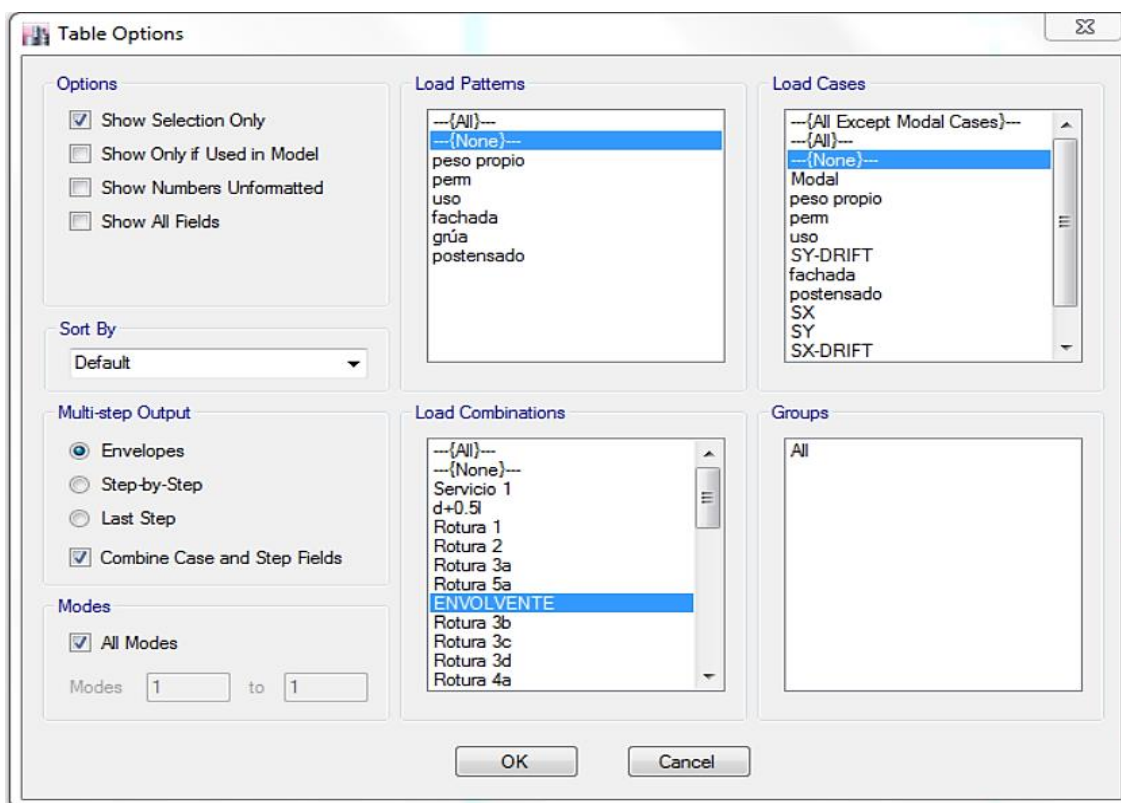 Table Options
Options
Show Selection Only
Show Only if Used in Model
Show Numbers Unformatted
Show All Fields
Sort By
Default
Multi-step Output
Envelopes
Step-by-Step
Last Step
Combine Case and Step Fields
Modes
All Modes
Modes 1 to 1
Load Patterns
---{All}---
---{None}---
peso propio
perm
uso
fachada
grúa
postensado
Load Cases
---{All Except Modal Cases}---
---{All}---
---{None}---
Modal
peso propio
perm
uso
SY-DRIFT
fachada
postensado
SX
SY
SX-DRIFT
Load Combinations
---{All}---
---{None}---
Servicio 1
d+0.5l
Rotura 1
Rotura 2
Rotura 3a
Rotura 5a
ENVOLVENTE
Rotura 3b
Rotura 3c
Rotura 3d
Rotura 4a
Groups
All
OK Cancel